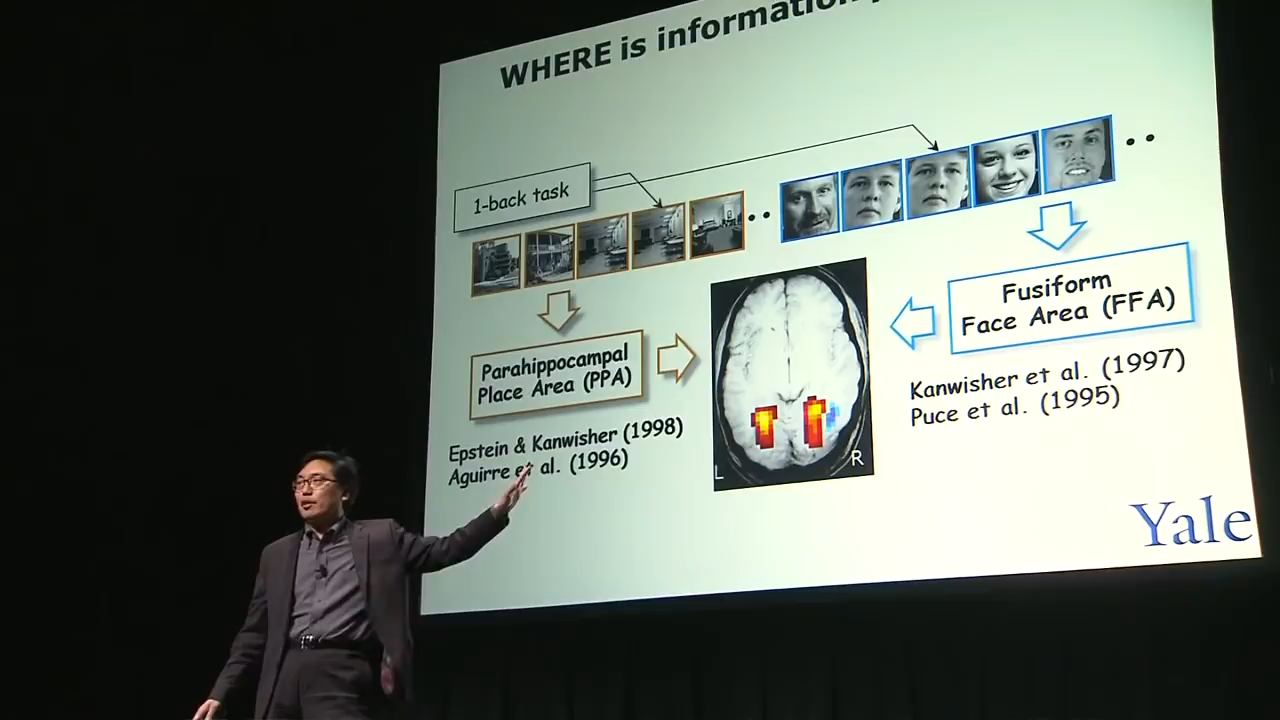 WHERE is information
1-back task
Parahippocampal
Place Area (PPA)
Epstein & Kanwisher (1998)
Aguirre et al. (1996)
Fusiform
Face Area (FFA)
Kanwisher et al. (1997)
Puce et al. (1995)
L
R
Yale